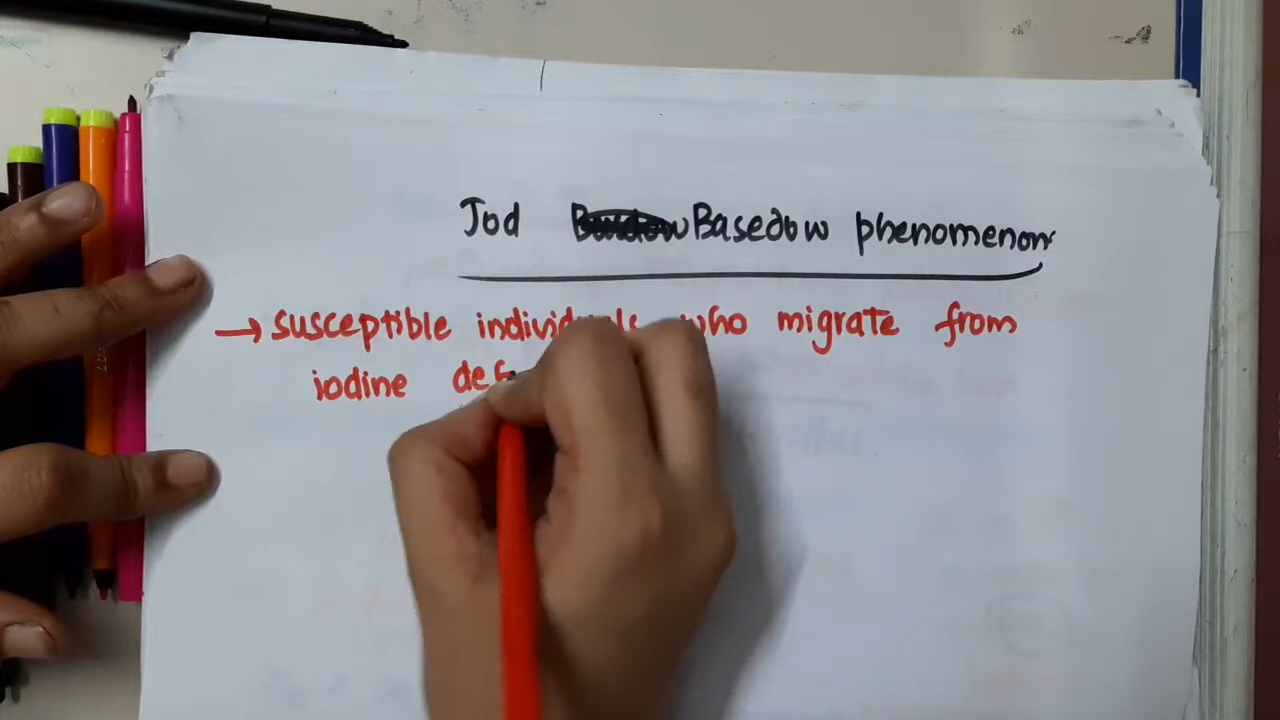 Jod Basedow phenomenon
→ susceptible individuals who migrate from
iodine def